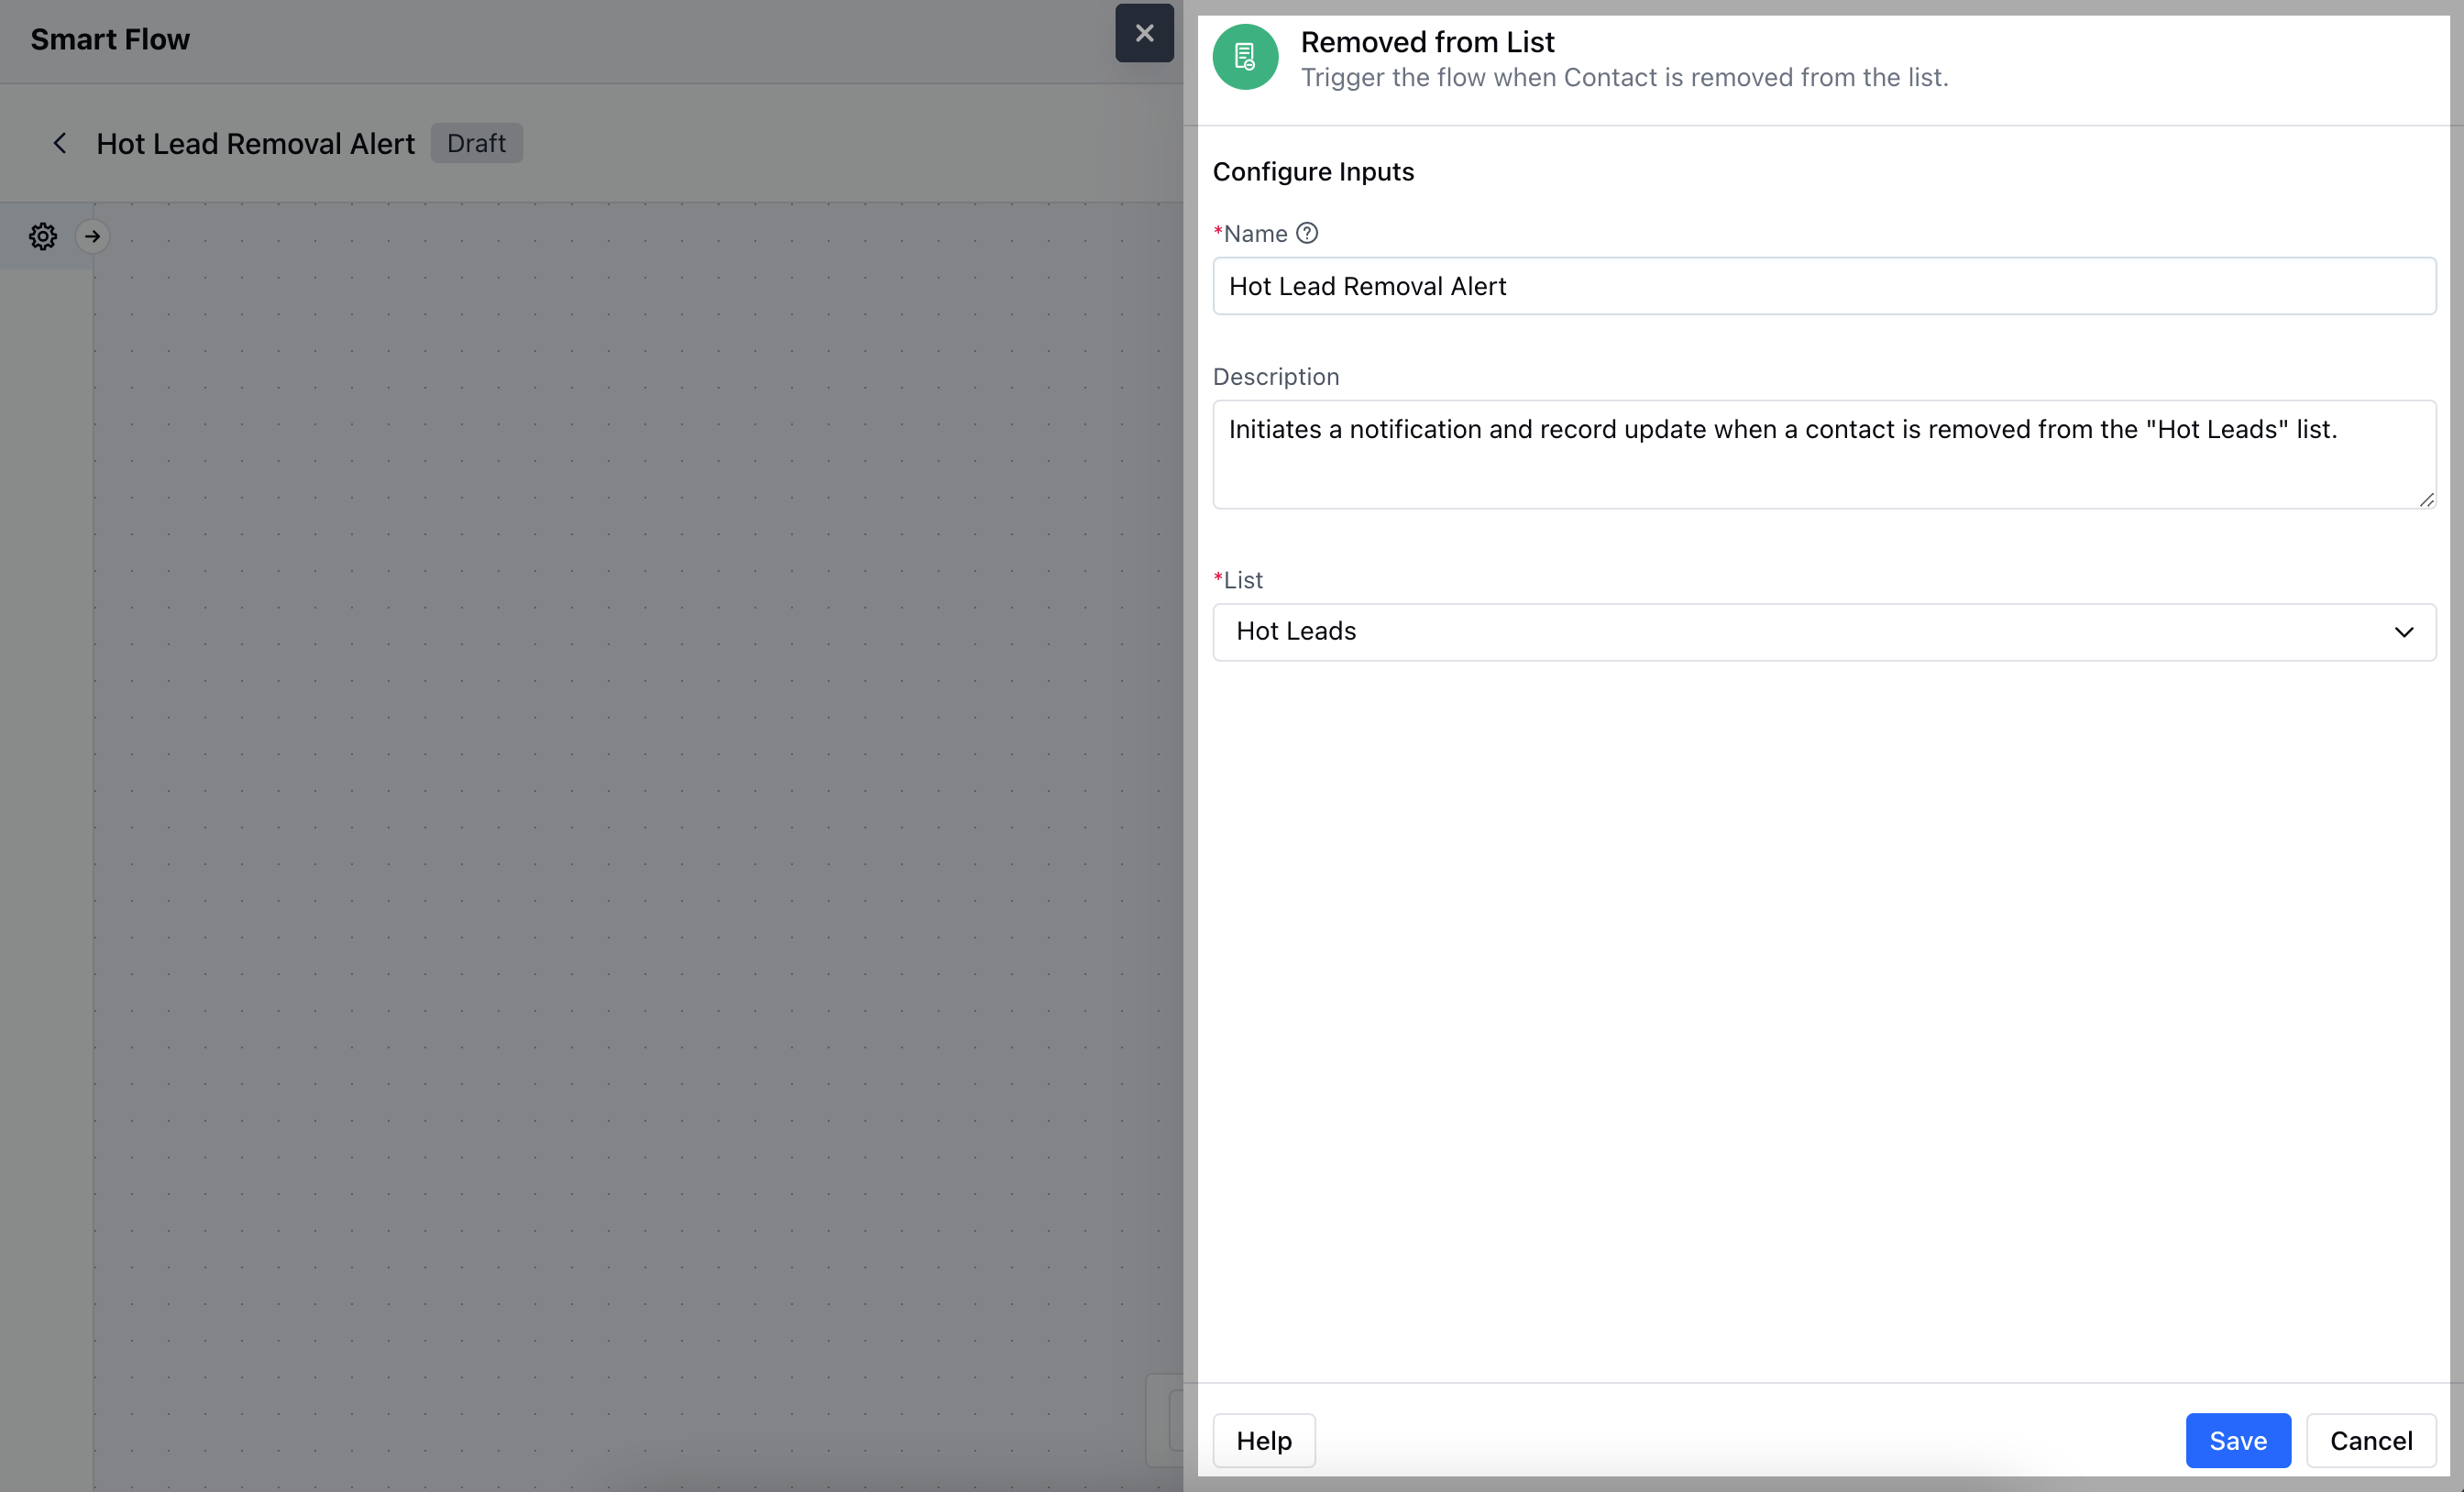 Smart Flow
Hot Lead Removal Alert
Draft
Removed from List
Trigger the flow when Contact is removed from the list.
Configure Inputs
*Name
Hot Lead Removal Alert
Description
Initiates a notification and record update when a contact is removed from the "Hot Leads" list.
*List
Hot Leads
Help
Save
Cancel